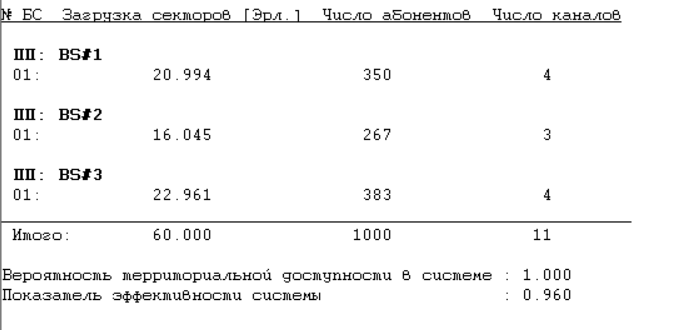 № БС Загрузка секторов [Эрл.] Число абонентов Число каналов
ПП: BS#1
01: 20.994 350 4
ПП: BS#2
01: 16.045 267 3
ПП: BS#3
01: 22.961 383 4
Итого: 60.000 1000 11
Вероятность территориальной доступности в системе : 1.000
Показатель эффективности системы : 0.960